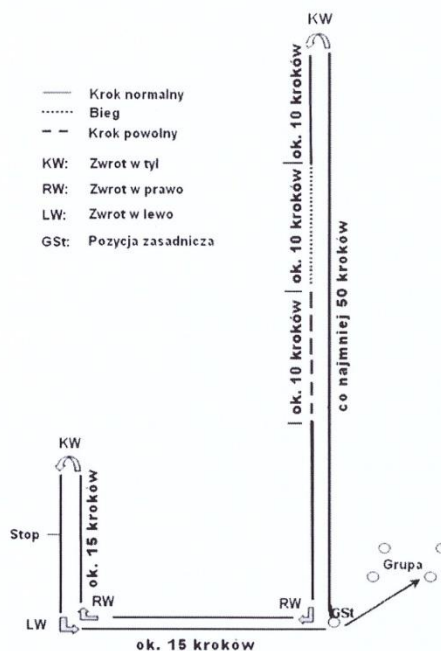 KW
Krok normalny
Bieg
Krok powolny
KW: Zwrot w tył
RW: Zwrot w prawo
LW: Zwrot w lewo
GSt: Pozycja zasadnicza
ok. 10 kroków
ok. 10 kroków
ok. 10 kroków
co najmniej 50 kroków
KW
Stop
ok. 15 kroków
Grupa
RW
RW
GSt
LW
ok. 15 kroków